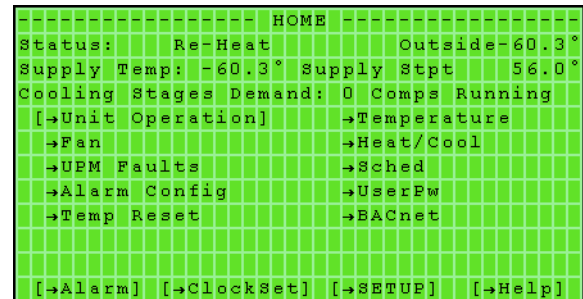 ----------------- HOME -----------------
Status: Re-Heat Outside-60.3°
Supply Temp: -60.3° Supply Stpt 56.0°
Cooling Stages Demand: 0 Comps Running
[→Unit Operation] →Temperature
→Fan →Heat/Cool
→UPM Faults →Sched
→Alarm Config →UserPw
→Temp Reset →BACnet
[→Alarm] [→ClockSet] [→SETUP] [→Help]